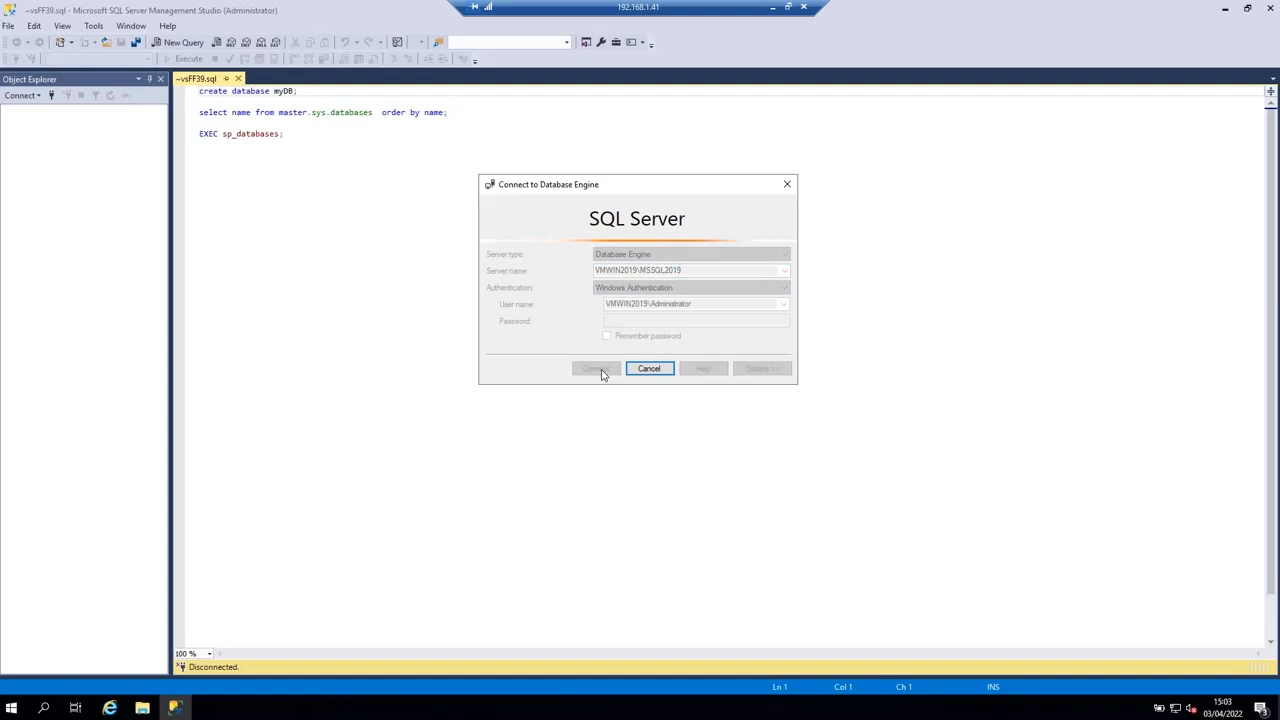 ~vsFF39.sql - Microsoft SQL Server Management Studio (Administrator)
192.168.1.41
File Edit View Tools Window Help
New Query
Execute
Object Explorer
~vsFF39.sql
Connect
create database myDB;
select name from master.sys.databases  order by name;
EXEC sp_databases;
Connect to Database Engine
SQL Server
Server type: Database Engine
Server name: VMWIN2019\MSSQL2019
Authentication: Windows Authentication
User name: VMWIN2019\Administrator
Password:
Remember password
Connect Cancel Help Options >>
100 %
Disconnected.
Ln 1 Col 1 Ch 1 INS
15:03
03/04/2022
3